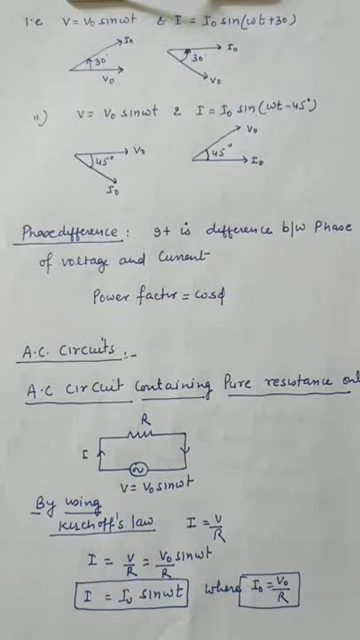 i.e V = V₀ sinωt & I = I₀ sin(ωt+30)
I₀
30°
V₀
I₀
30°
V₀
ii) V = V₀ sinωt & I = I₀ sin(ωt-45°)
V₀
45°
I₀
V₀
45°
I₀
Phase difference: It is difference b/w Phase
of voltage and Current
Power factor = cosϕ
A.C. Circuits:-
A.C Circuit Containing Pure resistance onl
R
I
V = V₀ sinωt
By using
Kirchoff's law I = V/R
I = V/R = V₀/R sinωt
I = I₀ sinωt where I₀ = V₀/R